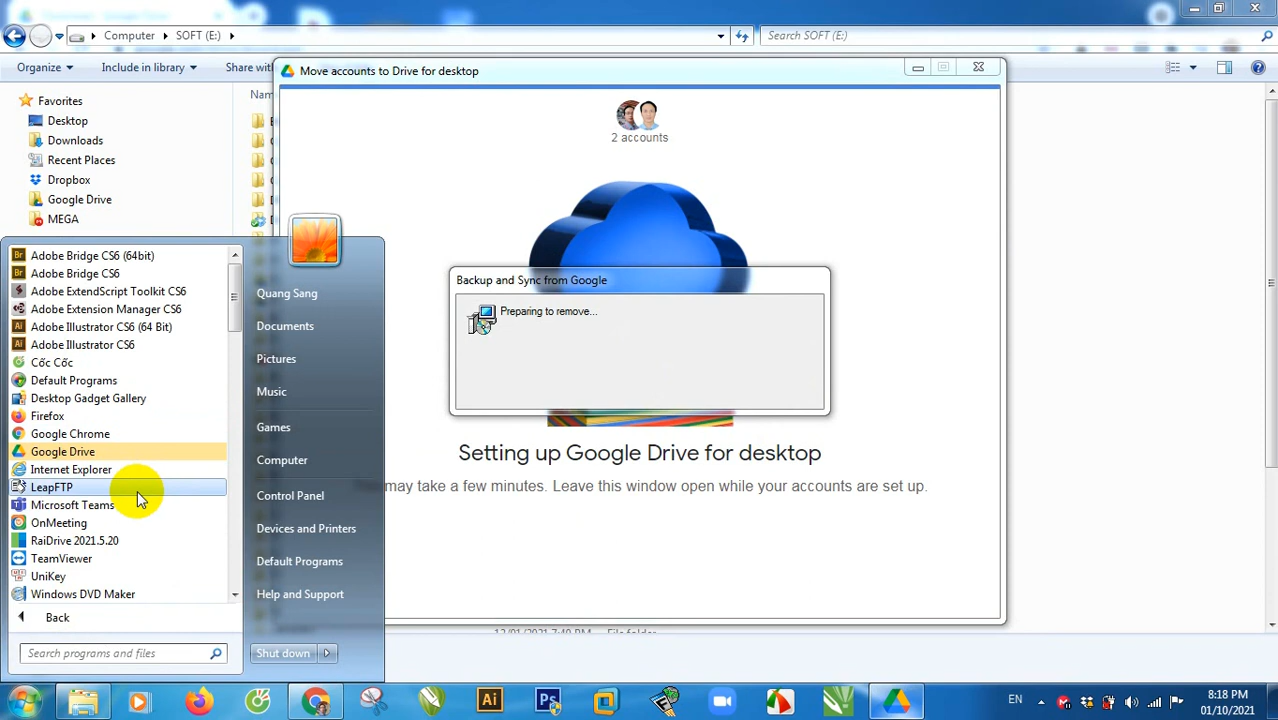 Computer ▸ SOFT (E:) ▸
Search SOFT (E:)
Organize
Include in library
Share with
Move accounts to Drive for desktop
Favorites
Desktop
Downloads
Recent Places
Dropbox
Google Drive
MEGA
2 accounts
Backup and Sync from Google
Preparing to remove...
Setting up Google Drive for desktop
may take a few minutes. Leave this window open while your accounts are set up.
Adobe Bridge CS6 (64bit)
Adobe Bridge CS6
Adobe ExtendScript Toolkit CS6
Adobe Extension Manager CS6
Adobe Illustrator CS6 (64 Bit)
Adobe Illustrator CS6
Cốc Cốc
Default Programs
Desktop Gadget Gallery
Firefox
Google Chrome
Google Drive
Internet Explorer
LeapFTP
Microsoft Teams
OnMeeting
RaiDrive 2021.5.20
TeamViewer
UniKey
Windows DVD Maker
Back
Search programs and files
Quang Sang
Documents
Pictures
Music
Games
Computer
Control Panel
Devices and Printers
Default Programs
Help and Support
Shut down
File folder
EN
8:18 PM
01/10/2021